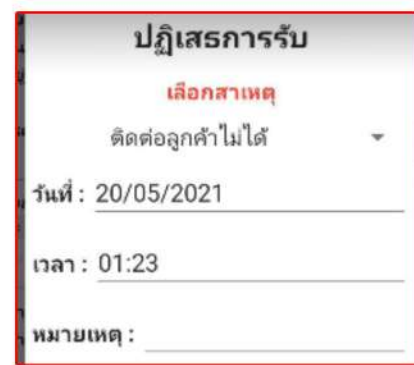 ปฏิเสธการรับ
เลือกสาเหตุ
ติดต่อลูกค้าไม่ได้
วันที่ : 20/05/2021
เวลา : 01:23
หมายเหตุ :